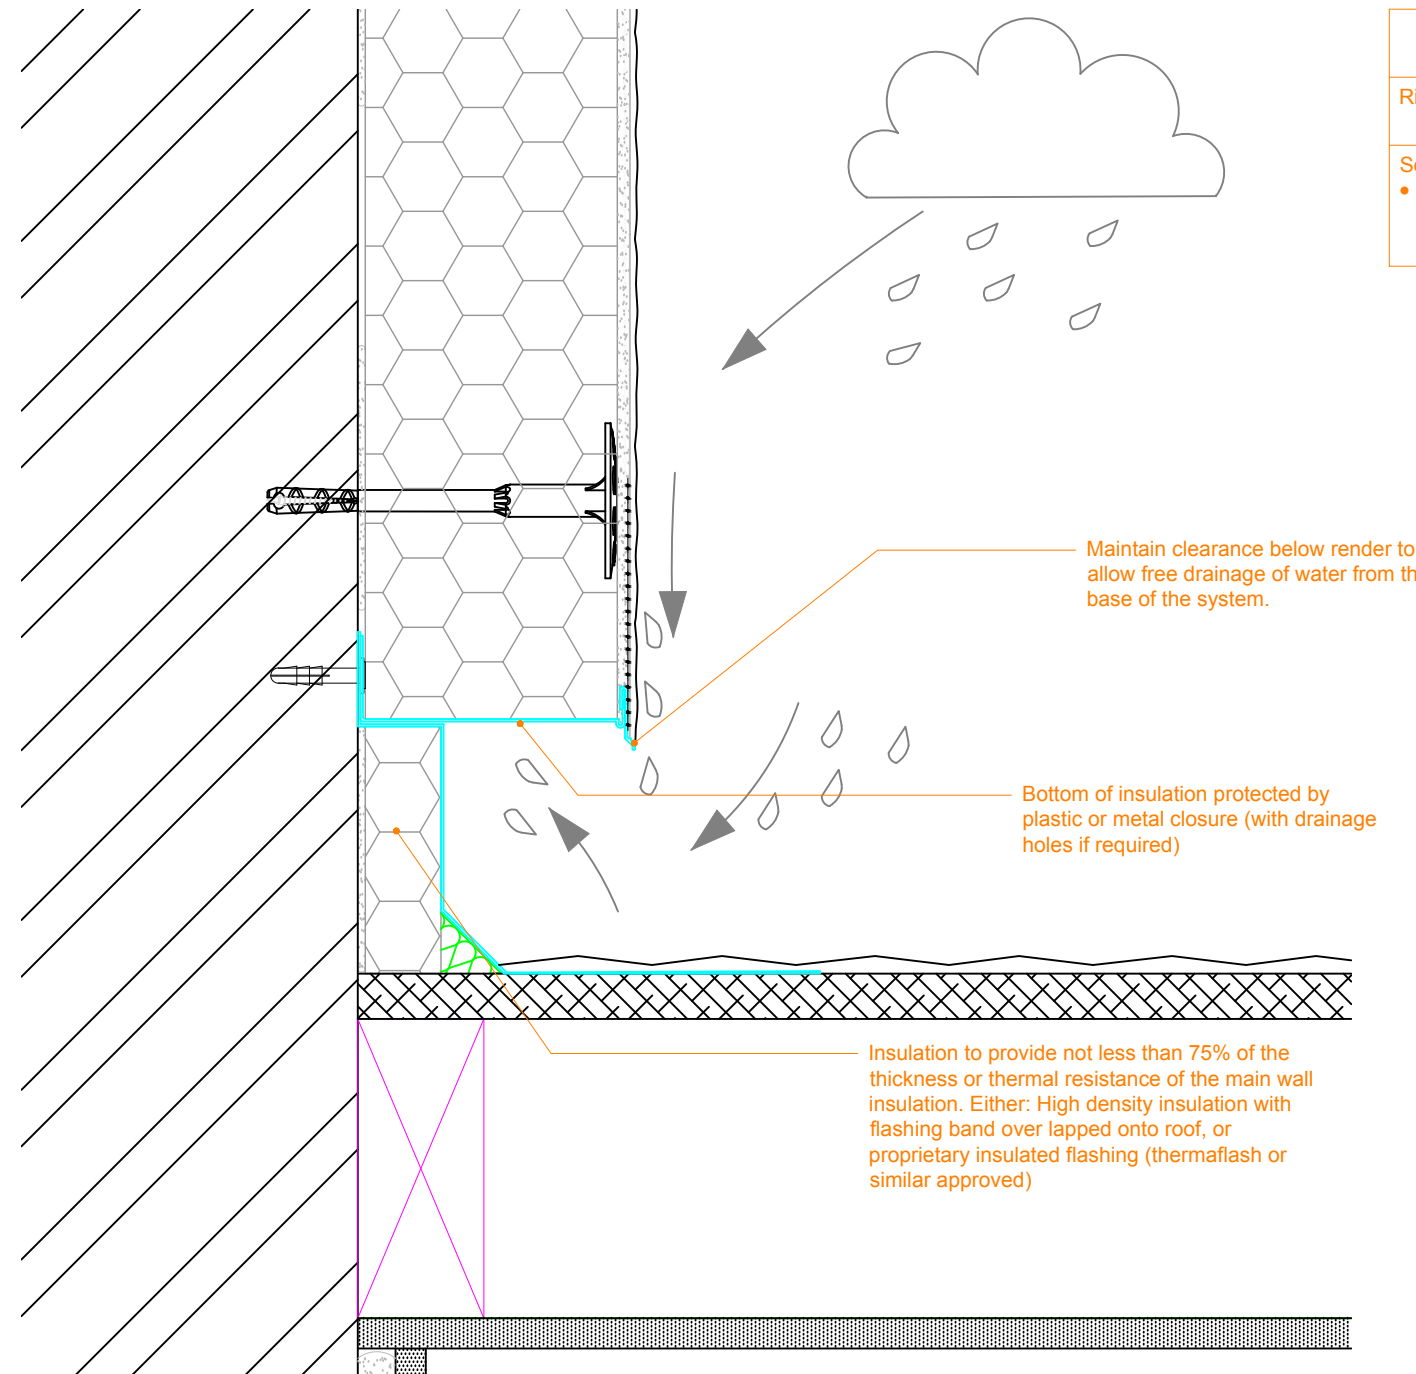 Maintain clearance below render to
allow free drainage of water from
base of the system.
Bottom of insulation protected by
plastic or metal closure (with drainage
holes if required)
Insulation to provide not less than 75% of the
thickness or thermal resistance of the main wall
insulation. Either: High density insulation with
flashing band over lapped onto roof, or
proprietary insulated flashing (thermaflash or
similar approved)